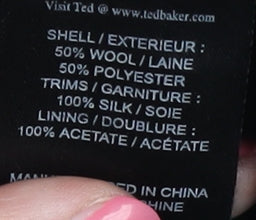 Visit Ted @ www.tedbaker.com
SHELL / EXTERIEUR :
50% WOOL / LAINE
50% POLYESTER
TRIMS / GARNITURE :
100% SILK / SOIE
LINING / DOUBLURE :
100% ACETATE / ACÉTATE
IN CHINA